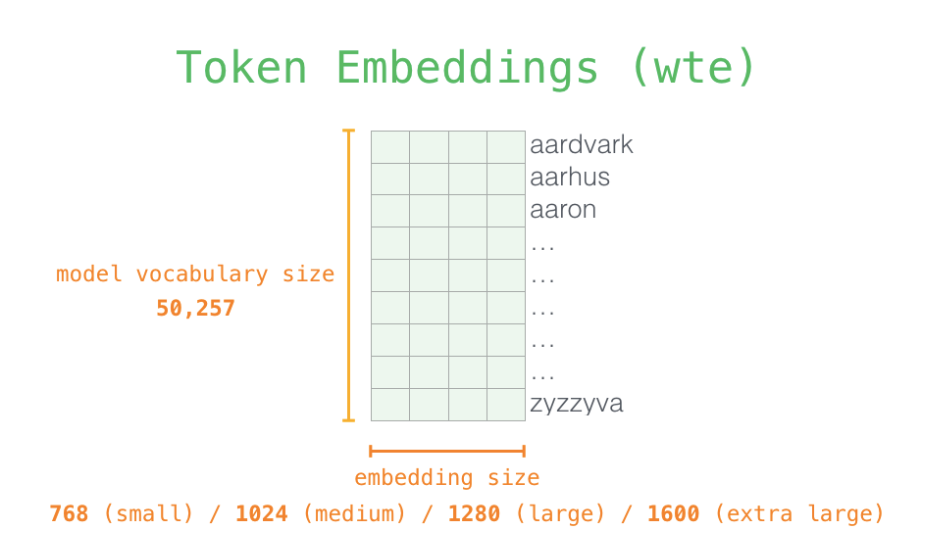 Token Embeddings (wte)
aardvark
aarhus
aaron
...
...
...
...
...
zyzzyva
model vocabulary size
50,257
embedding size
768 (small) / 1024 (medium) / 1280 (large) / 1600 (extra large)